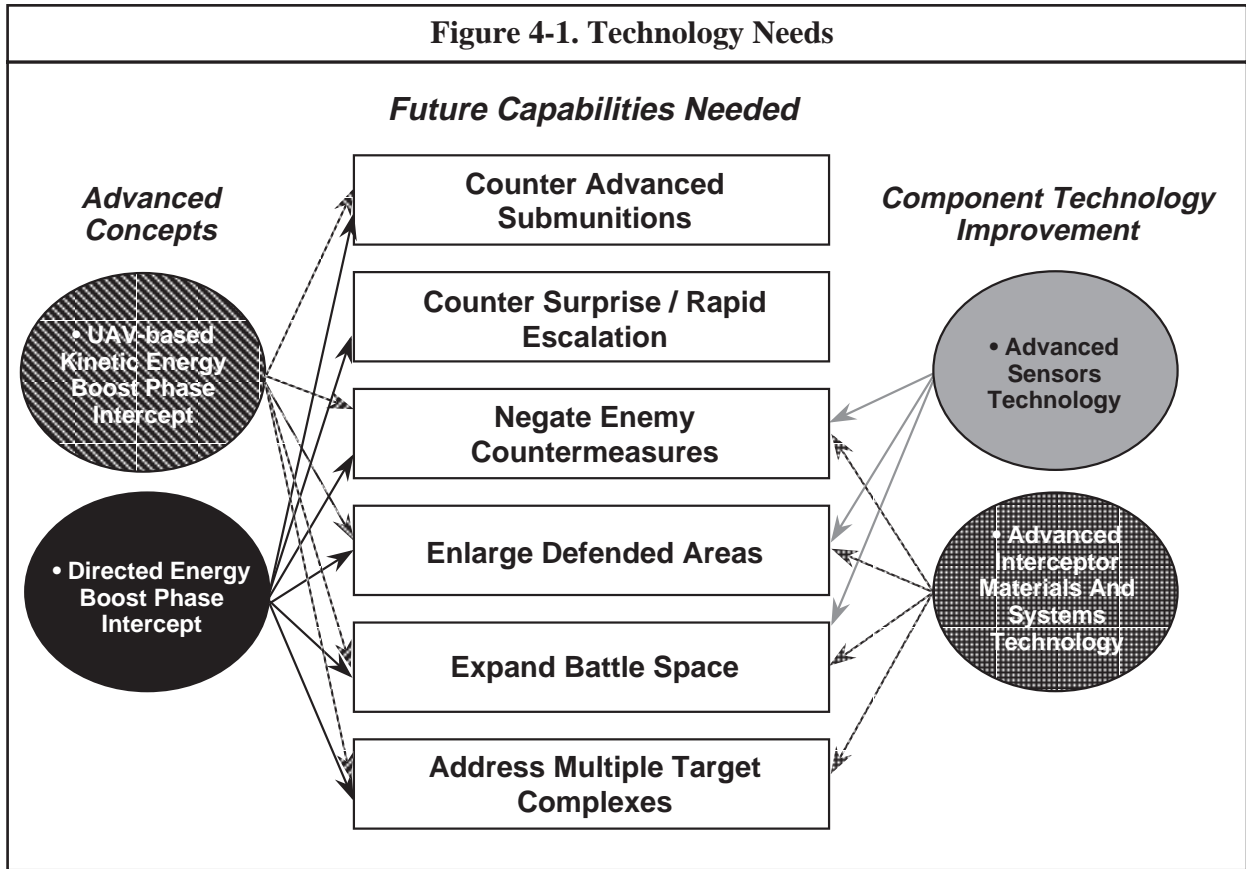 Figure 4-1. Technology Needs
Future Capabilities Needed
Advanced
Concepts
• UAV-based
Kinetic Energy
Boost Phase
Intercept
• Directed Energy
Boost Phase
Intercept
Counter Advanced
Submunitions
Counter Surprise / Rapid
Escalation
Negate Enemy
Countermeasures
Enlarge Defended Areas
Expand Battle Space
Address Multiple Target
Complexes
Component Technology
Improvement
• Advanced
Sensors
Technology
• Advanced
Interceptor
Materials And
Systems
Technology